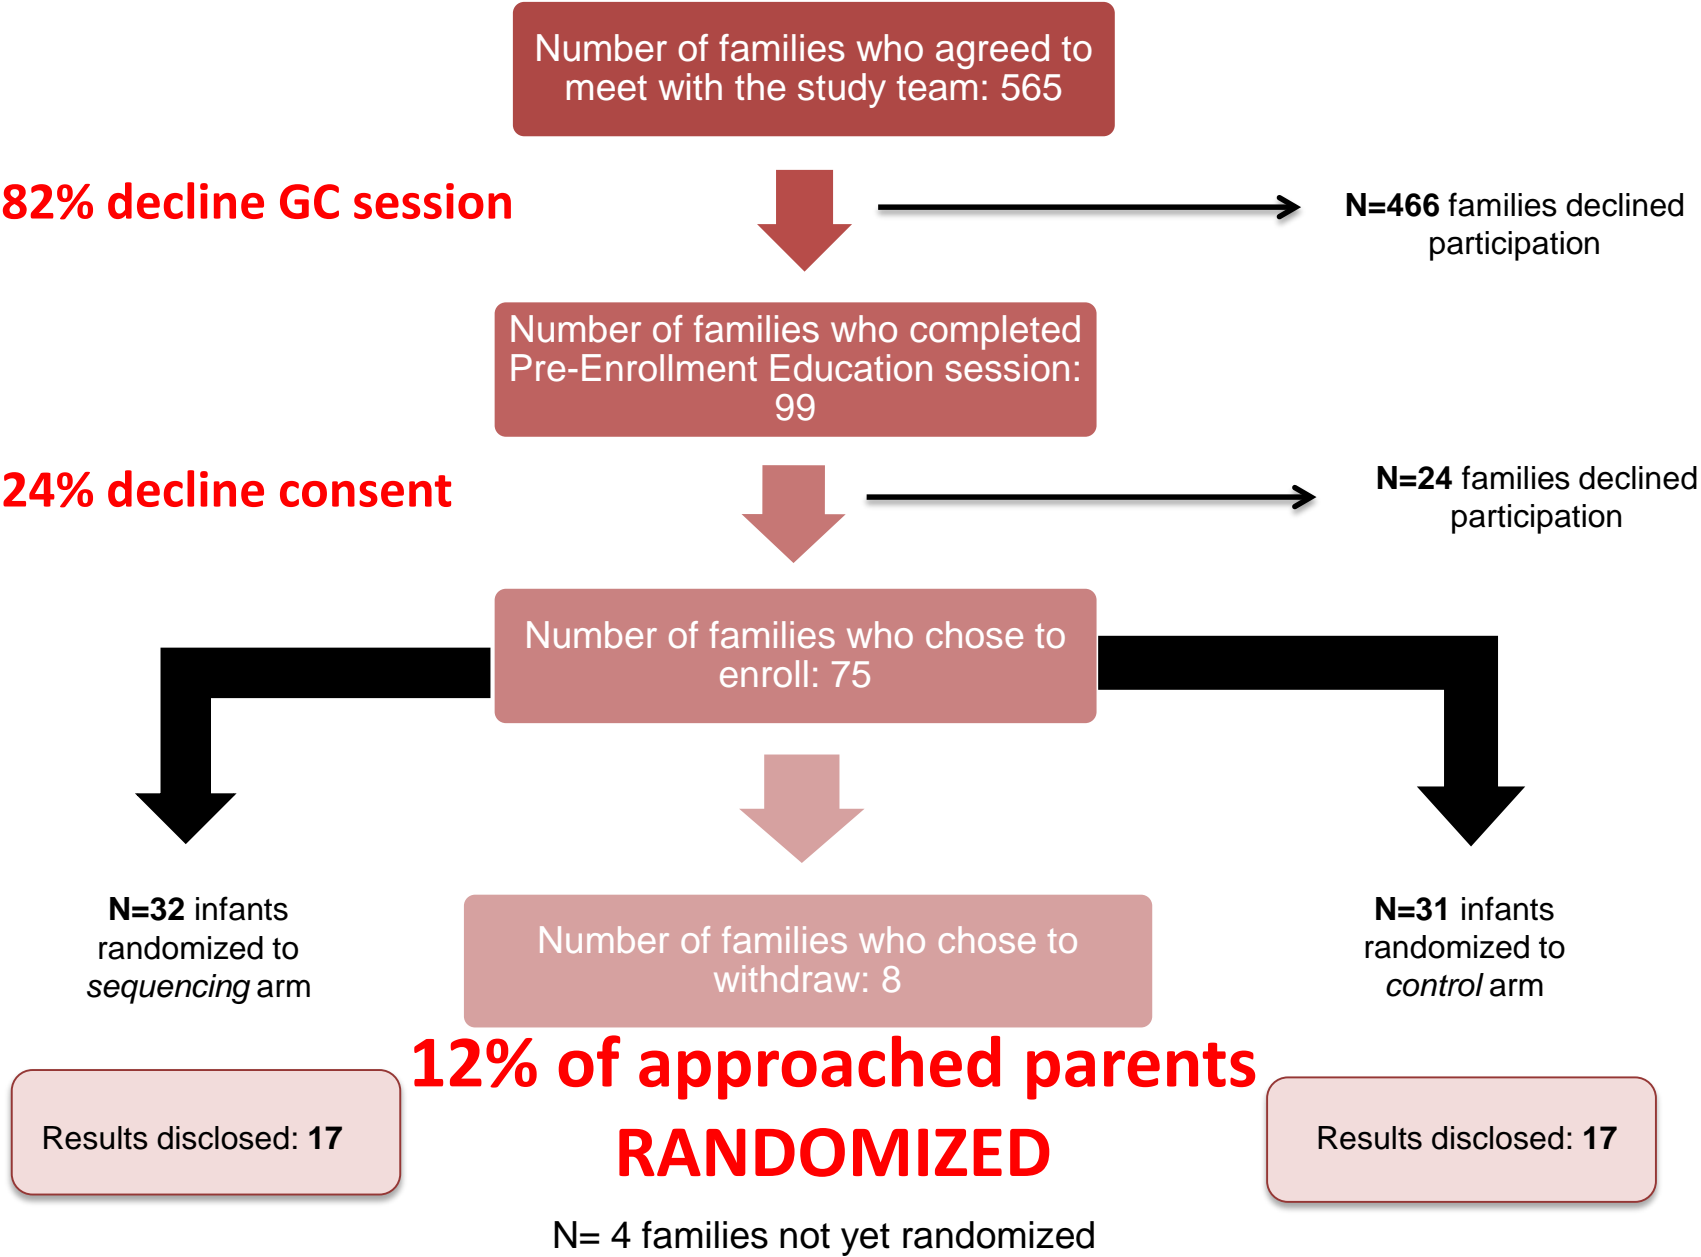 Number of families who agreed to
meet with the study team: 565
82% decline GC session
N=466 families declined
participation
Number of families who completed
Pre-Enrollment Education session:
99
24% decline consent
N=24 families declined
participation
Number of families who chose to
enroll: 75
N=32 infants
randomized to
sequencing arm
Number of families who chose to
withdraw: 8
N=31 infants
randomized to
control arm
12% of approached parents
RANDOMIZED
Results disclosed: 17
Results disclosed: 17
N= 4 families not yet randomized